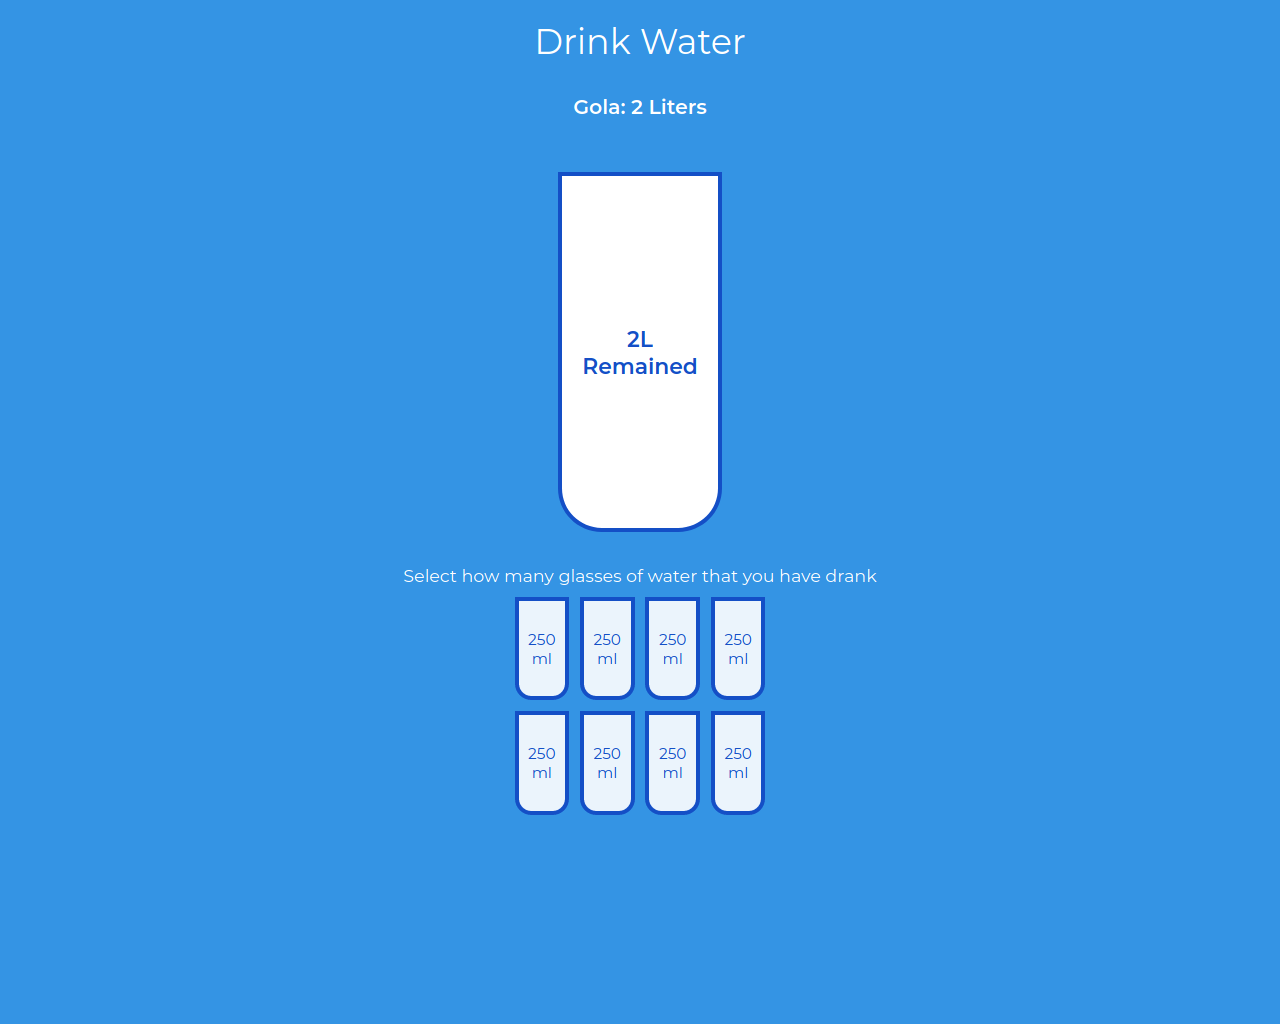 Drink Water
Gola: 2 Liters
2L
Remained
Select how many glasses of water that you have drank
250 250 250 250
ml ml ml ml
250 250 250 250
ml ml ml ml